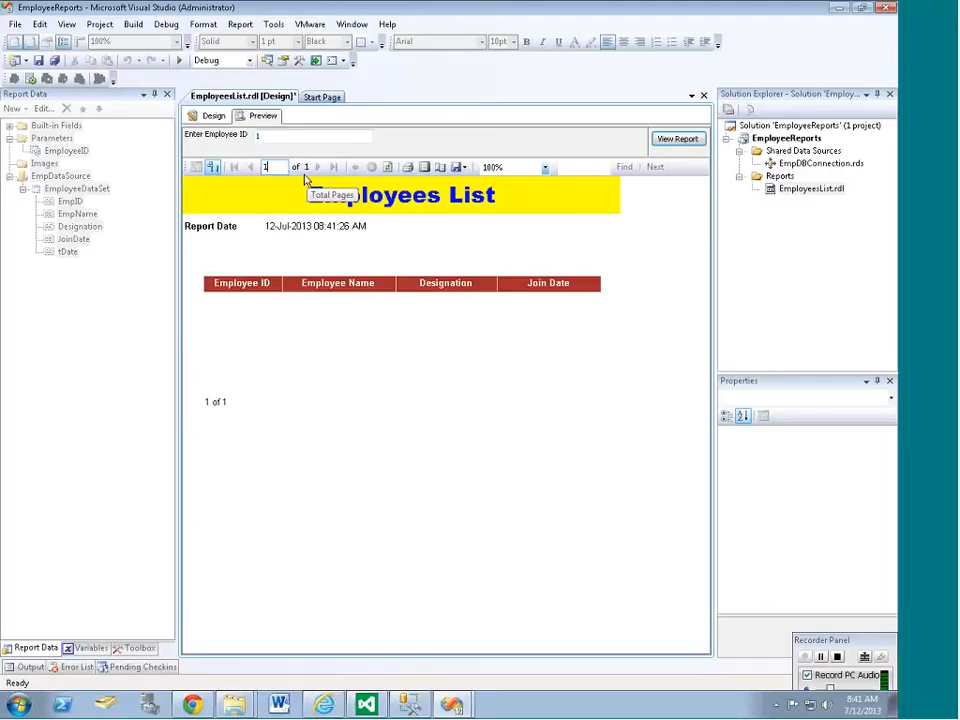 EmployeeReports - Microsoft Visual Studio (Administrator)
File Edit View Project Build Debug Format Report Tools VMware Window Help
100% Solid 1 pt Black Arial 10pt B I U A
Debug
Report Data
New Edit...
Built-in Fields
Parameters
EmployeeID
Images
EmpDataSource
EmployeeDataSet
EmpID
EmpName
Designation
JoinDate
tDate
EmployeesList.rdl [Design]* Start Page
Design Preview
Enter Employee ID 1 View Report
1 of 1 100% Find Next
Total Pages
Employees List
Report Date 12-Jul-2013 08:41:26 AM
Employee ID Employee Name Designation Join Date
1 of 1
Solution Explorer - Solution 'Employ...
Solution 'EmployeeReports' (1 project)
EmployeeReports
Shared Data Sources
EmpDBConnection.rds
Reports
EmployeesList.rdl
Properties
Report Data Variables Toolbox
Output Error List Pending Checkins
Ready
Recorder Panel
Record PC Audio
8:41 AM
7/12/2013